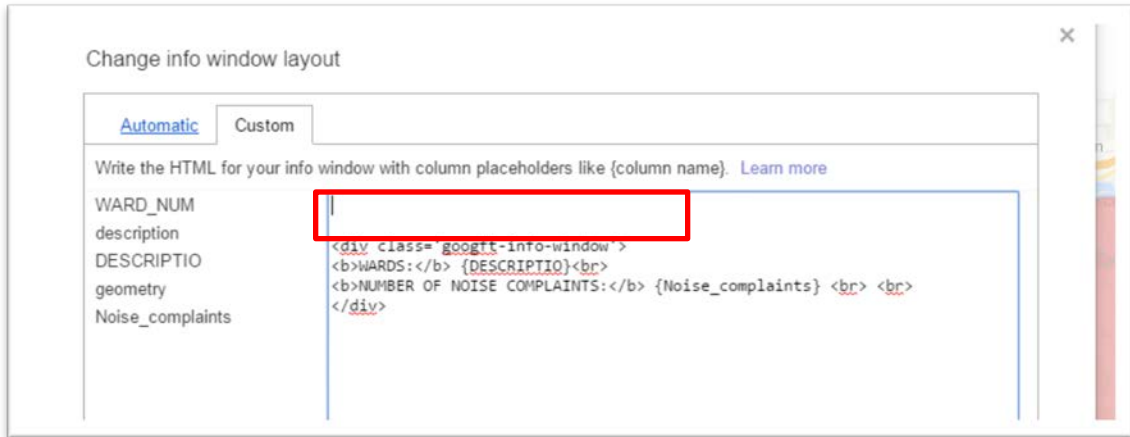 Change info window layout
Automatic Custom
Write the HTML for your info window with column placeholders like {column name}. Learn more
WARD_NUM
description
DESCRIPTIO
geometry
Noise_complaints
<div class='googft-info-window'>
<b>WARDS:</b> {DESCRIPTIO}<br>
<b>NUMBER OF NOISE COMPLAINTS:</b> {Noise_complaints} <br> <br>
</div>